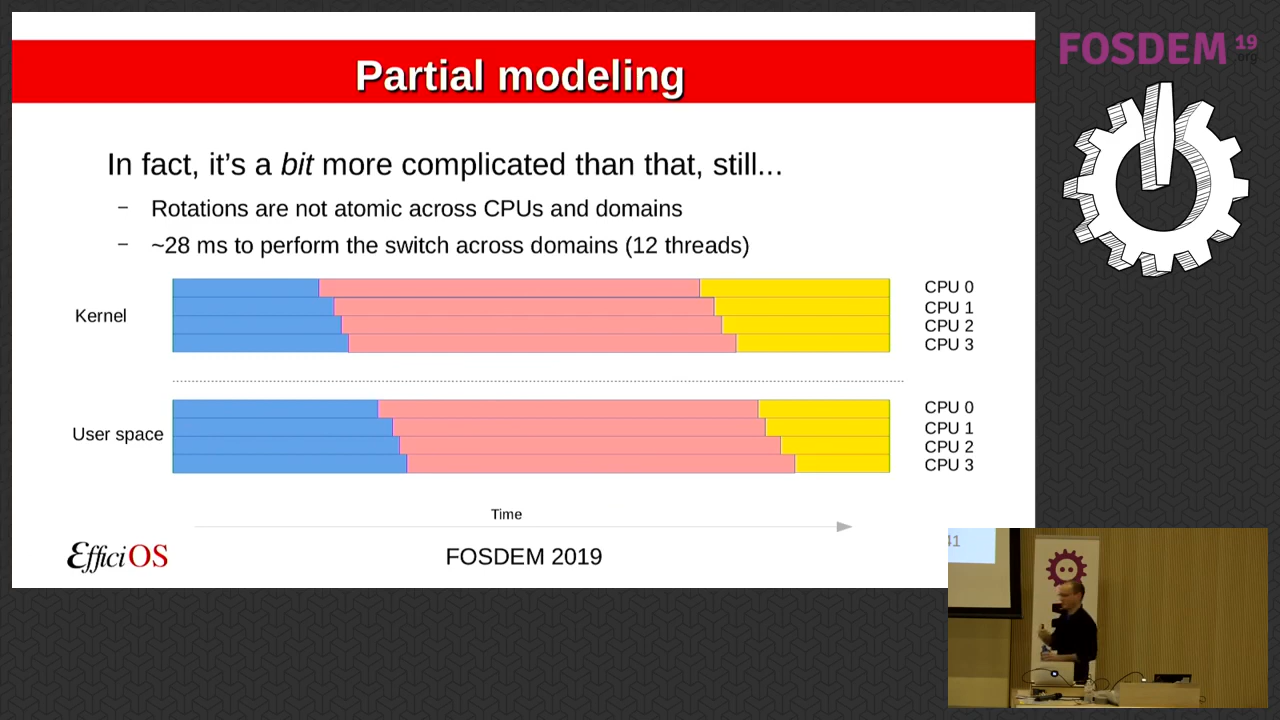 Partial modeling
In fact, it's a bit more complicated than that, still...
– Rotations are not atomic across CPUs and domains
– ~28 ms to perform the switch across domains (12 threads)
Kernel
CPU 0
CPU 1
CPU 2
CPU 3
User space
CPU 0
CPU 1
CPU 2
CPU 3
Time
EfficiOS
FOSDEM 2019
FOSDEM 19
.org
41